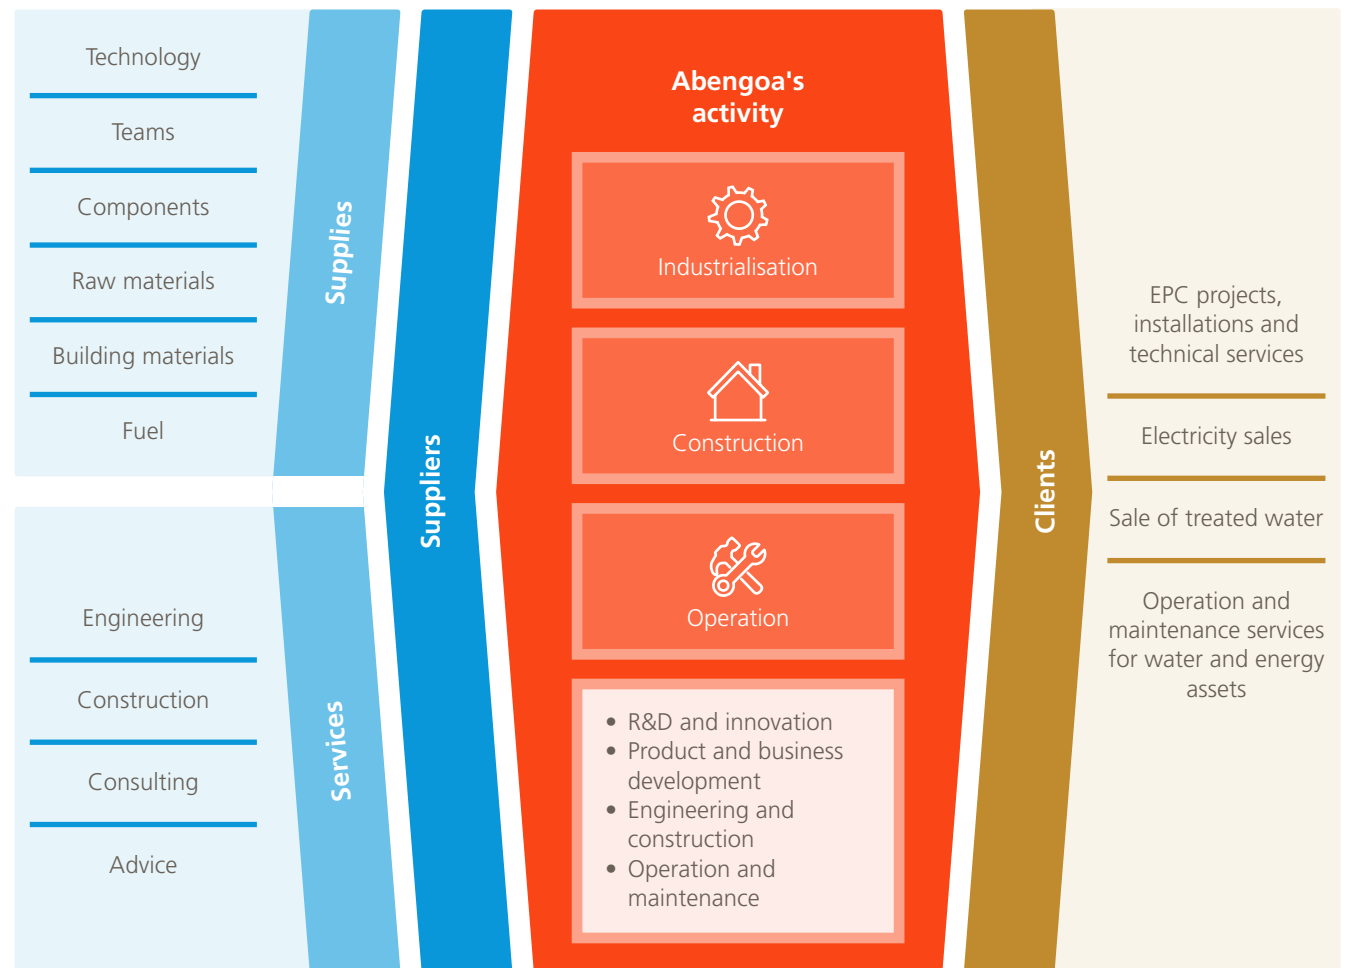 Technology
Teams
Components
Raw materials
Building materials
Fuel
Supplies
Engineering
Construction
Consulting
Advice
Services
Suppliers
Abengoa's
activity
Industrialisation
Construction
Operation
• R&D and innovation
• Product and business
development
• Engineering and
construction
• Operation and
maintenance
Clients
EPC projects,
installations and
technical services
Electricity sales
Sale of treated water
Operation and
maintenance services
for water and energy
assets